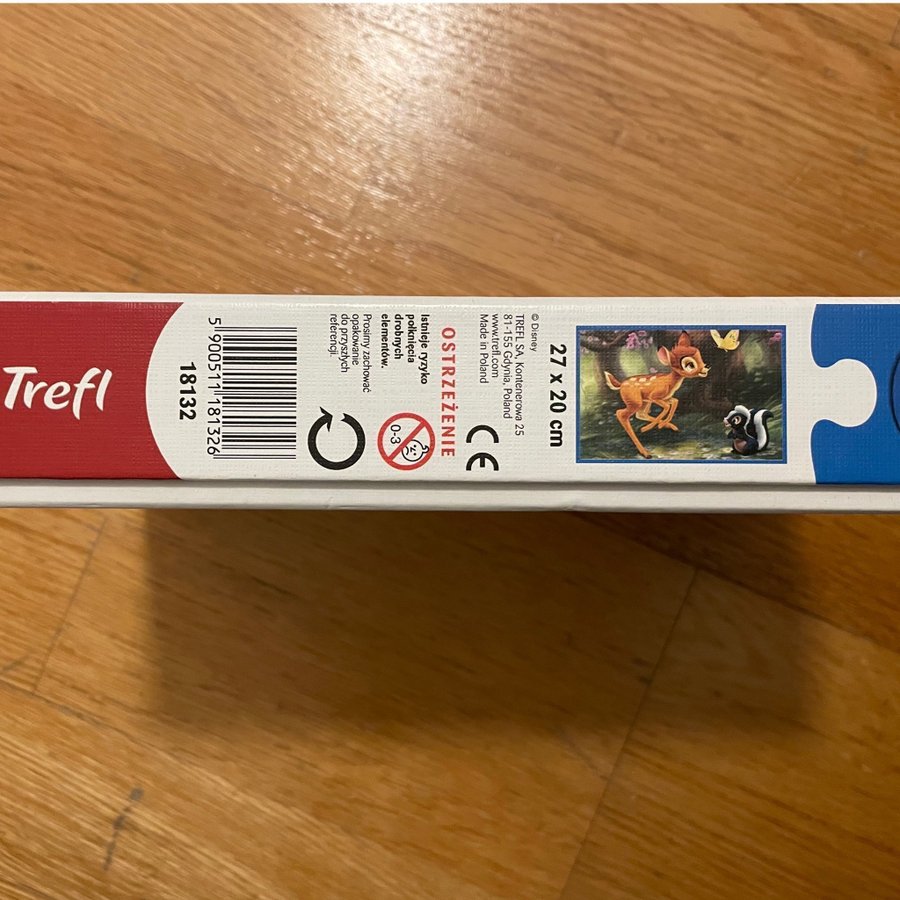 Trefl
© Disney
27 x 20 cm
TREFL SA, Kontenerowa 25
81-155 Gdynia, Poland
www.trefl.com
Made in Poland
CE
OSTRZEŻENIE
Istnieje ryzyko
połknięcia
drobnych
elementów.
0-3
Prosimy zachować
opakowanie
do przyszłych
referencji.
5 900511 181326
18132